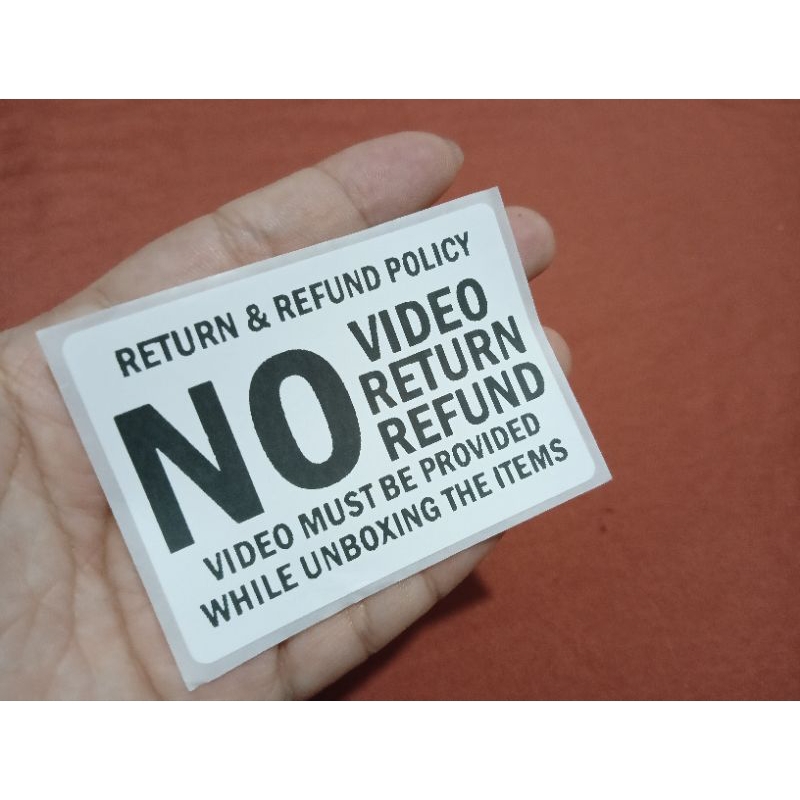 RETURN & REFUND POLICY
NO VIDEO
RETURN
REFUND
VIDEO MUST BE PROVIDED
WHILE UNBOXING THE ITEMS